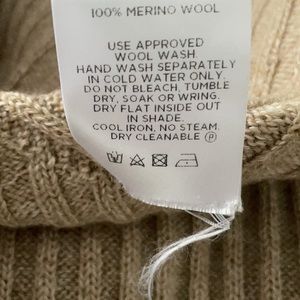 100% MERINO WOOL
USE APPROVED
WOOL WASH.
HAND WASH SEPARATELY
IN COLD WATER ONLY.
DO NOT BLEACH, TUMBLE
DRY, SOAK OR WRING.
DRY FLAT INSIDE OUT
IN SHADE.
COOL IRON, NO STEAM.
DRY CLEANABLE Ⓟ